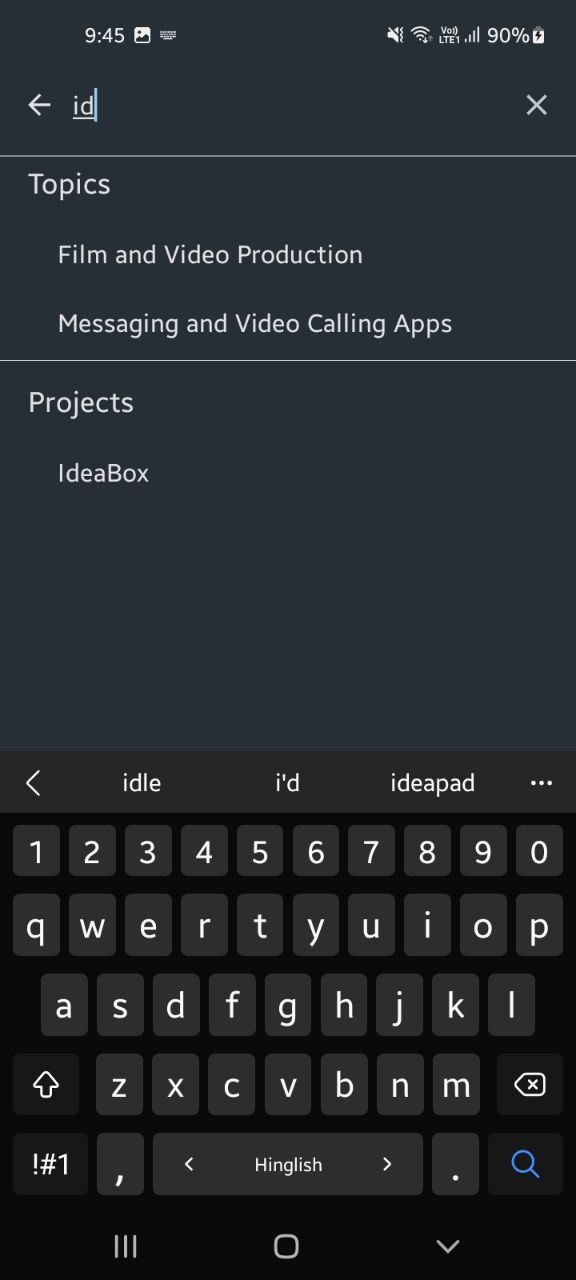 9:45 Vo)) LTE1 90%
id
Topics
Film and Video Production
Messaging and Video Calling Apps
Projects
IdeaBox
idle i'd ideapad
1 2 3 4 5 6 7 8 9 0
q w e r t y u i o p
a s d f g h j k l
z x c v b n m
!#1 , Hinglish .